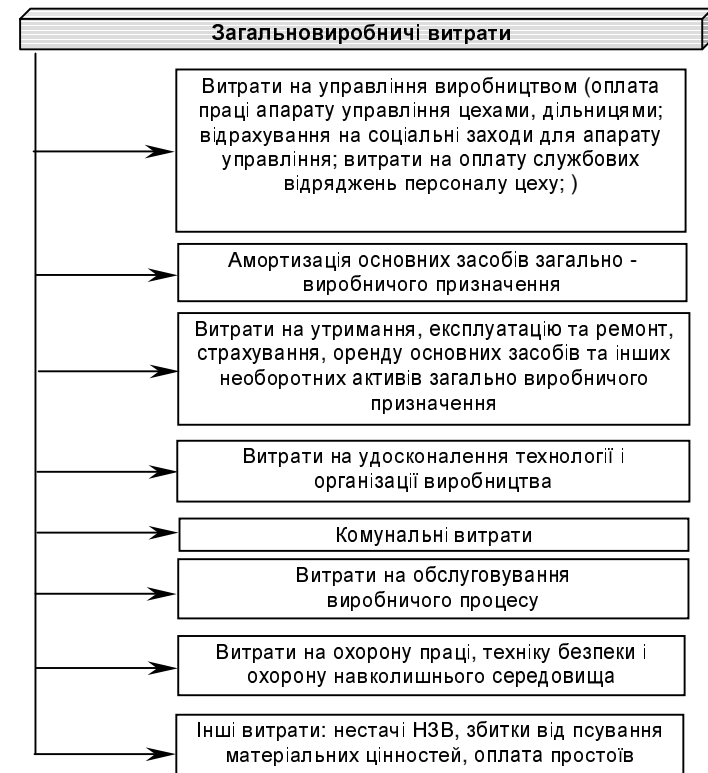 Загальновиробничі витрати
Витрати на управління виробництвом (оплата
праці апарату управління цехами, дільницями;
відрахування на соціальні заходи для апарату
управління; витрати на оплату службових
відряджень персоналу цеху; )
Амортизація основних засобів загально -
виробничого призначення
Витрати на утримання, експлуатацію та ремонт,
страхування, оренду основних засобів та інших
необоротних активів загально виробничого
призначення
Витрати на удосконалення технології і
організації виробництва
Комунальні витрати
Витрати на обслуговування
виробничого процесу
Витрати на охорону праці, техніку безпеки і
охорону навколишнього середовища
Інші витрати: нестачі НЗВ, збитки від псування
матеріальних цінностей, оплата простоїв